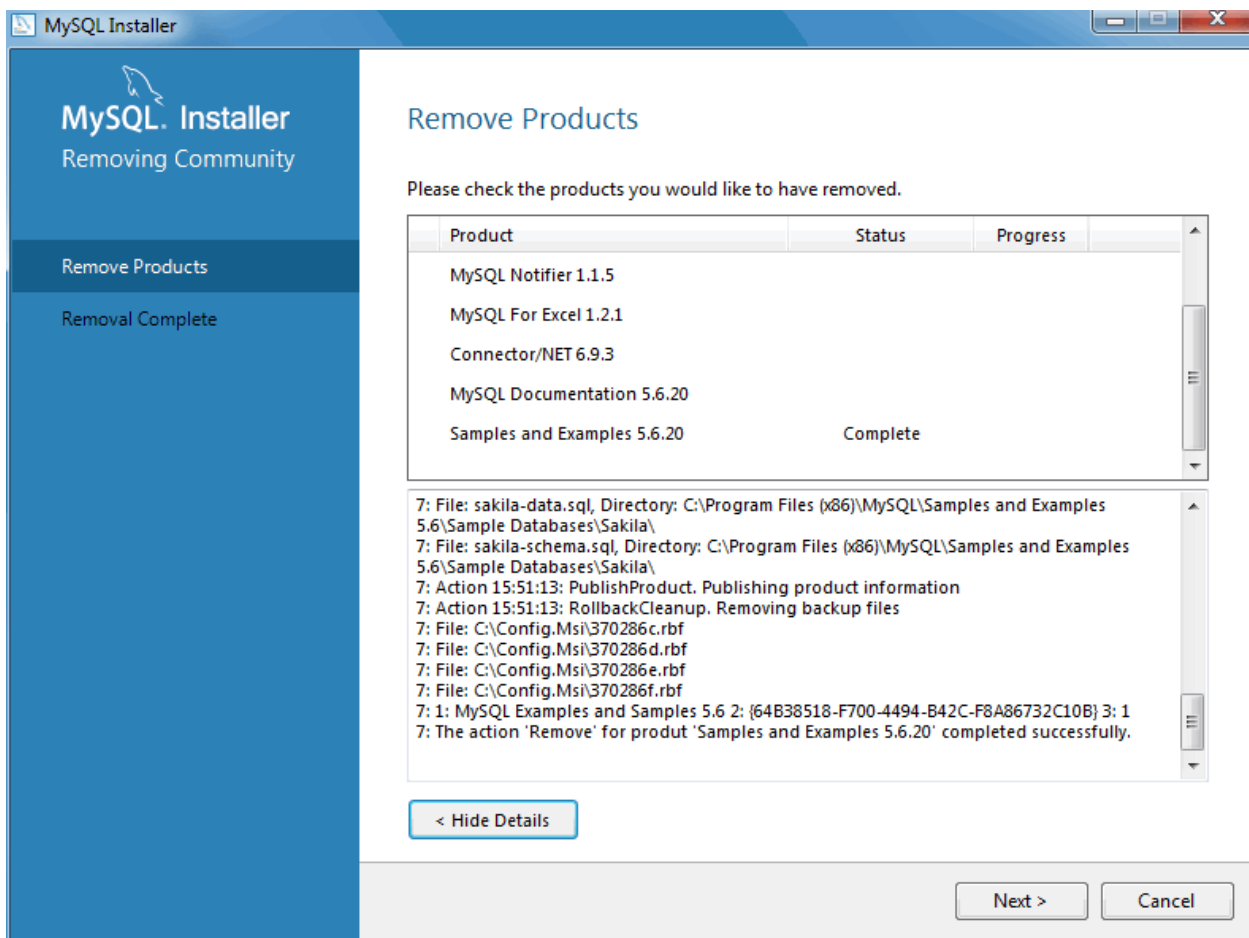 MySQL Installer
MySQL. Installer
Removing Community
Remove Products
Removal Complete
Remove Products
Please check the products you would like to have removed.
Product Status Progress
MySQL Notifier 1.1.5
MySQL For Excel 1.2.1
Connector/NET 6.9.3
MySQL Documentation 5.6.20
Samples and Examples 5.6.20 Complete
7: File: sakila-data.sql, Directory: C:\Program Files (x86)\MySQL\Samples and Examples
5.6\Sample Databases\Sakila\
7: File: sakila-schema.sql, Directory: C:\Program Files (x86)\MySQL\Samples and Examples
5.6\Sample Databases\Sakila\
7: Action 15:51:13: PublishProduct. Publishing product information
7: Action 15:51:13: RollbackCleanup. Removing backup files
7: File: C:\Config.Msi\370286c.rbf
7: File: C:\Config.Msi\370286d.rbf
7: File: C:\Config.Msi\370286e.rbf
7: File: C:\Config.Msi\370286f.rbf
7: 1: MySQL Examples and Samples 5.6 2: {64B38518-F700-4494-B42C-F8A86732C10B} 3: 1
7: The action 'Remove' for produt 'Samples and Examples 5.6.20' completed successfully.
< Hide Details
Next > Cancel